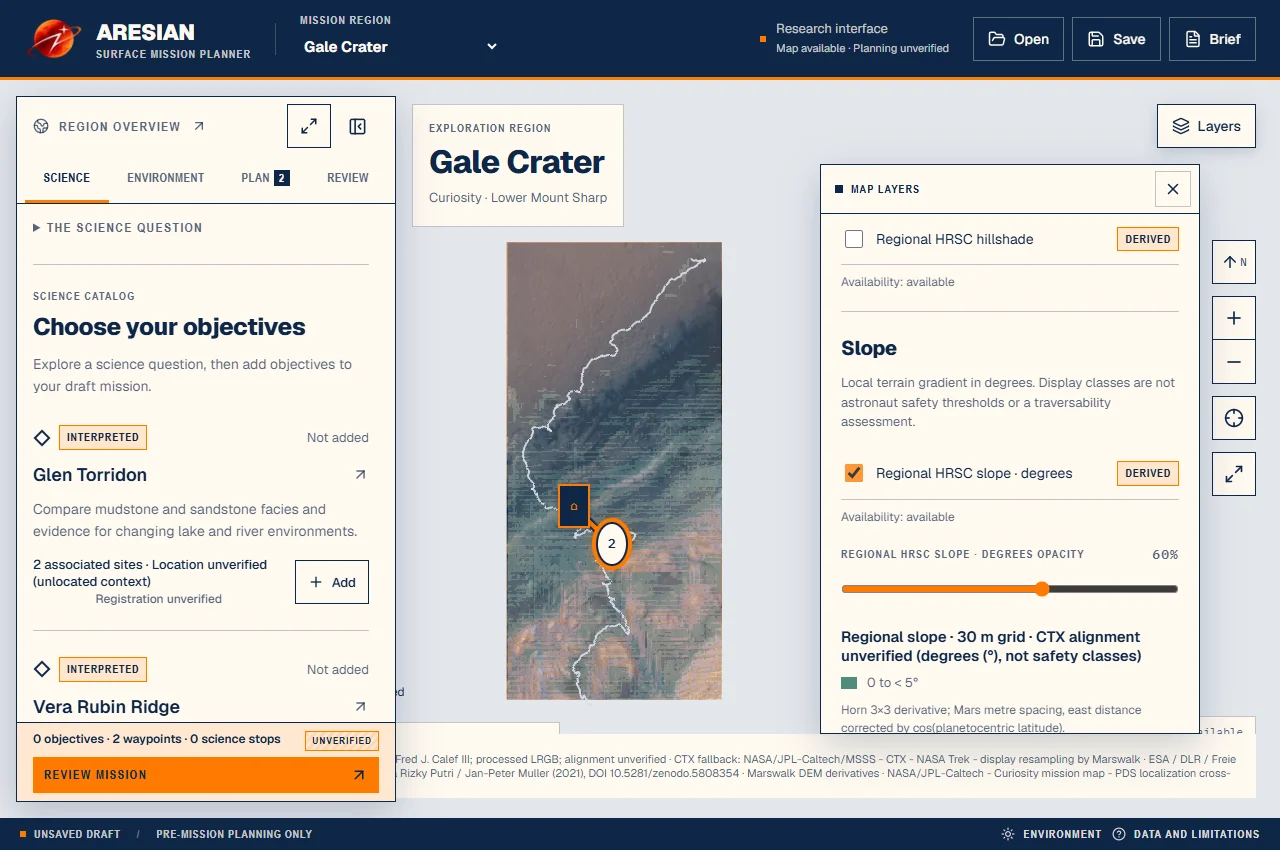 ARESIAN
SURFACE MISSION PLANNER
MISSION REGION
Gale Crater
Research interface
Map available · Planning unverified
Open
Save
Brief
REGION OVERVIEW
SCIENCE
ENVIRONMENT
PLAN 2
REVIEW
THE SCIENCE QUESTION
SCIENCE CATALOG
Choose your objectives
Explore a science question, then add objectives to
your draft mission.
INTERPRETED
Not added
Glen Torridon
Compare mudstone and sandstone facies and
evidence for changing lake and river environments.
2 associated sites · Location unverified
(unlocated context)
Registration unverified
Add
INTERPRETED
Not added
Vera Rubin Ridge
0 objectives · 2 waypoints · 0 science stops
UNVERIFIED
REVIEW MISSION
EXPLORATION REGION
Gale Crater
Curiosity · Lower Mount Sharp
2
Layers
MAP LAYERS
Regional HRSC hillshade
DERIVED
Availability: available
Slope
Local terrain gradient in degrees. Display classes are not
astronaut safety thresholds or a traversability
assessment.
Regional HRSC slope · degrees
DERIVED
Availability: available
REGIONAL HRSC SLOPE · DEGREES OPACITY
60%
Regional slope · 30 m grid · CTX alignment
unverified (degrees (°), not safety classes)
0 to < 5°
Horn 3×3 derivative; Mars metre spacing, east distance
corrected by cos(planetocentric latitude).
N
Fred J. Calef III; processed LRGB; alignment unverified · CTX fallback: NASA/JPL-Caltech/MSSS - CTX - NASA Trek - display resampling by Marswalk · ESA / DLR / Freie
Rizky Putri / Jan-Peter Muller (2021), DOI 10.5281/zenodo.5808354 · Marswalk DEM derivatives · NASA/JPL-Caltech - Curiosity mission map - PDS localization cross-
UNSAVED DRAFT / PRE-MISSION PLANNING ONLY
ENVIRONMENT
DATA AND LIMITATIONS